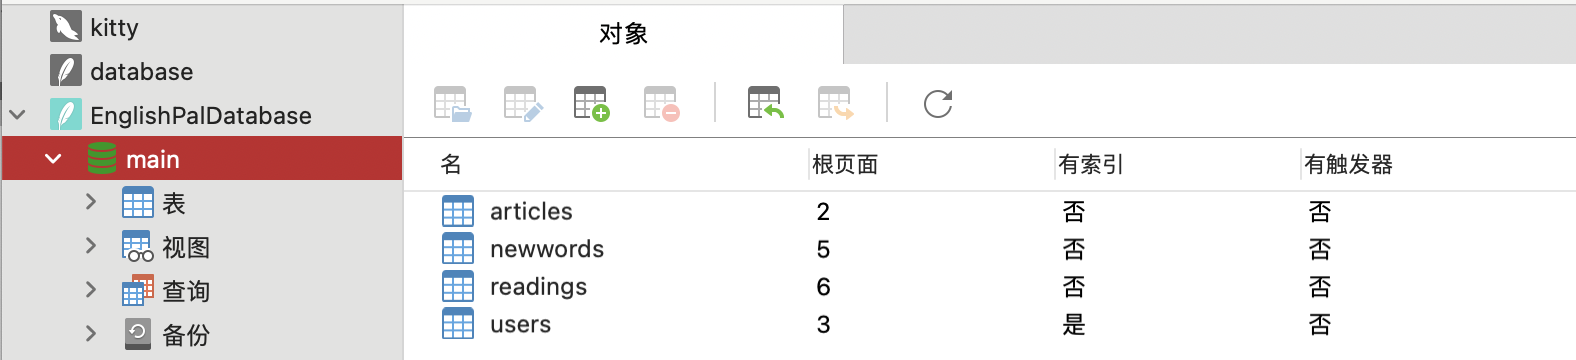 kitty
database
EnglishPalDatabase
main
表
视图
查询
备份
对象
名 根页面 有索引 有触发器
articles 2 否 否
newwords 5 否 否
readings 6 否 否
users 3 是 否